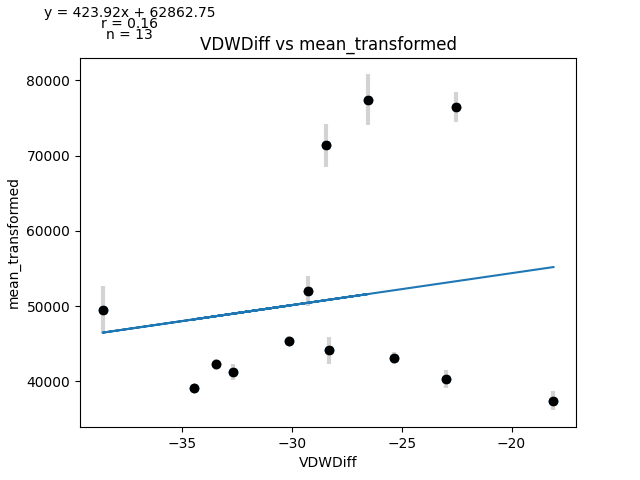 y = 423.92x + 62862.75
r = 0.16
n = 13
VDWDiff vs mean_transformed
80000
70000
60000
50000
40000
mean_transformed
−35
−30
−25
−20
VDWDiff